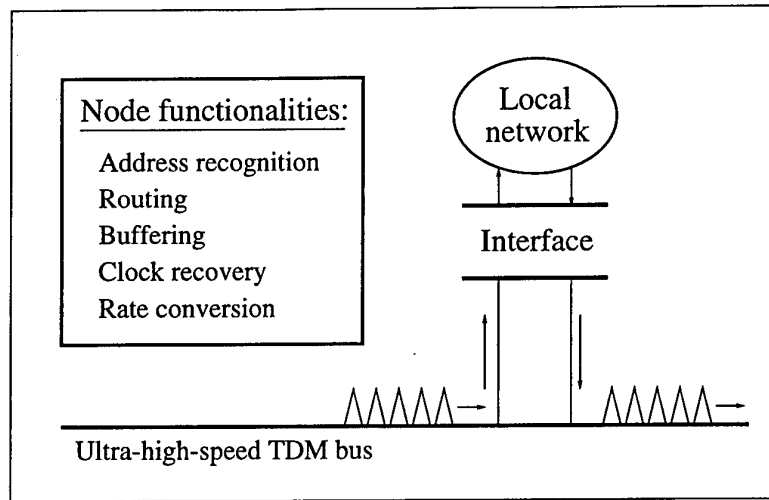 Node functionalities:
Address recognition
Routing
Buffering
Clock recovery
Rate conversion
Local
network
Interface
Ultra-high-speed TDM bus